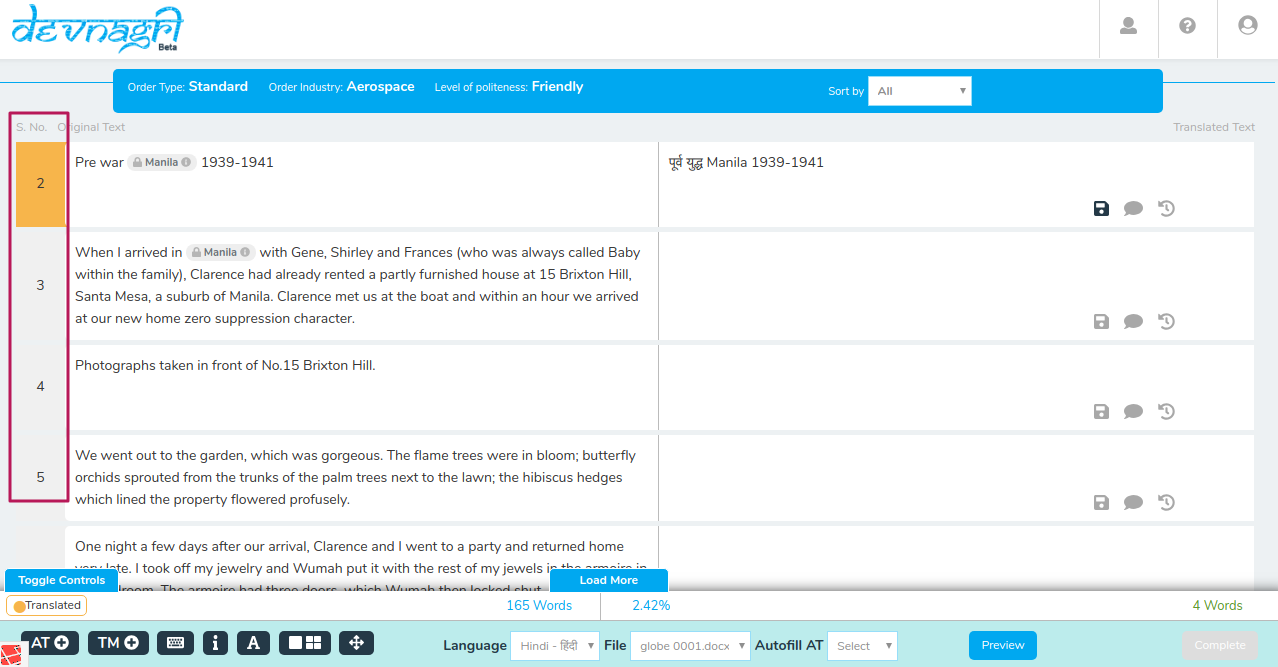 devnagri
Beta
Order Type: Standard Order Industry: Aerospace Level of politeness: Friendly Sort by All
S. No. Original Text Translated Text
2 Pre war Manila 1939-1941 पूर्व युद्ध Manila 1939-1941
When I arrived in Manila with Gene, Shirley and Frances (who was always called Baby
within the family), Clarence had already rented a partly furnished house at 15 Brixton Hill,
3
Santa Mesa, a suburb of Manila. Clarence met us at the boat and within an hour we arrived
at our new home zero suppression character.
Photographs taken in front of No.15 Brixton Hill.
4
We went out to the garden, which was gorgeous. The flame trees were in bloom; butterfly
5 orchids sprouted from the trunks of the palm trees next to the lawn; the hibiscus hedges
which lined the property flowered profusely.
One night a few days after our arrival, Clarence and I went to a party and returned home
very late. I took off my jewelry and Wumah put it with the rest of my jewels in the armoire in
The armoire had three doors, which Wumah then locked shut.
Toggle Controls Load More
Translated 165 Words 2.42% 4 Words
AT TM i A Language Hindi - हिंदी File globe 0001.docx Autofill AT Select Preview Complete